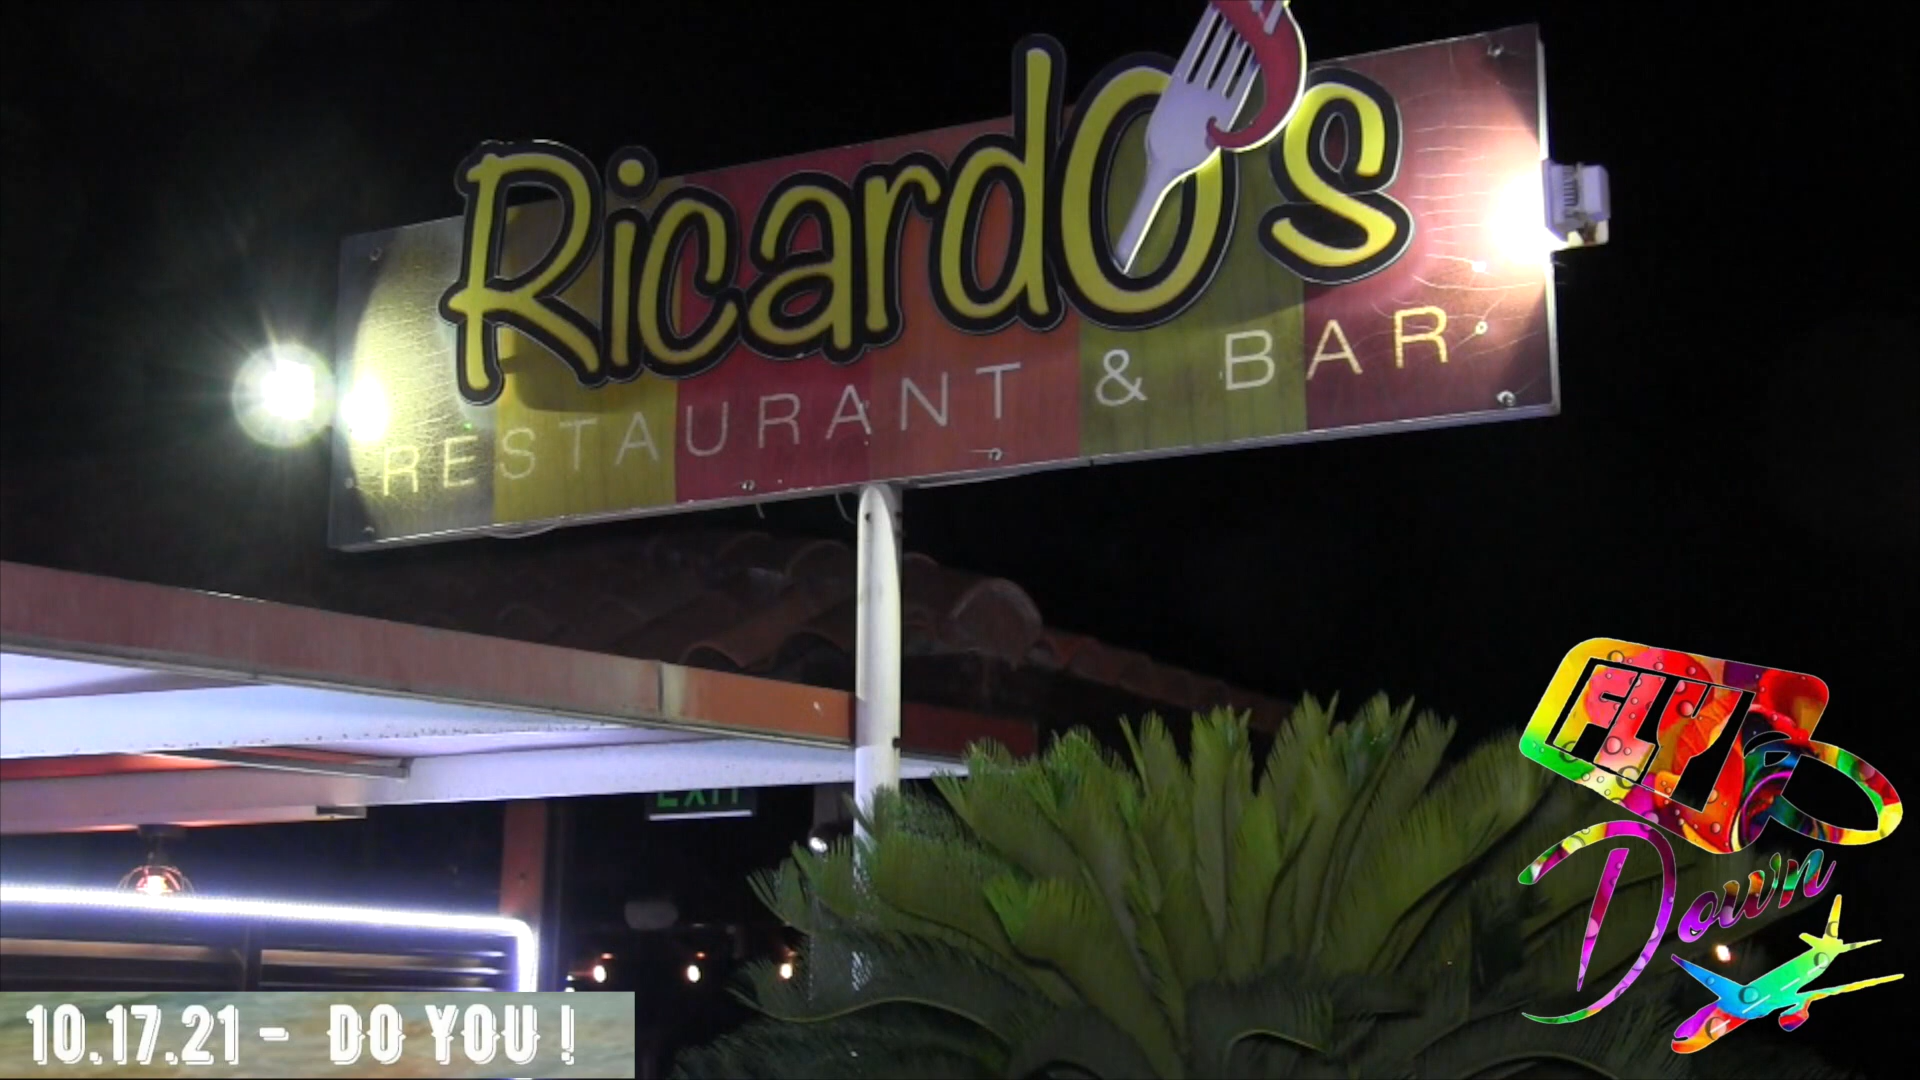 RicardO's
RESTAURANT & BAR
EXIT
FLY
Down
10.17.21 - DO YOU !